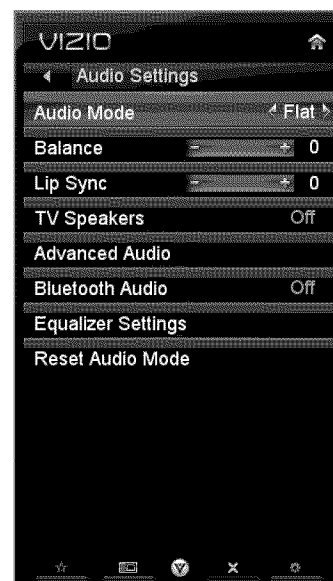 VIZIO
Audio Settings
Audio Mode Flat
Balance - + 0
Lip Sync - + 0
TV Speakers Off
Advanced Audio
Bluetooth Audio Off
Equalizer Settings
Reset Audio Mode